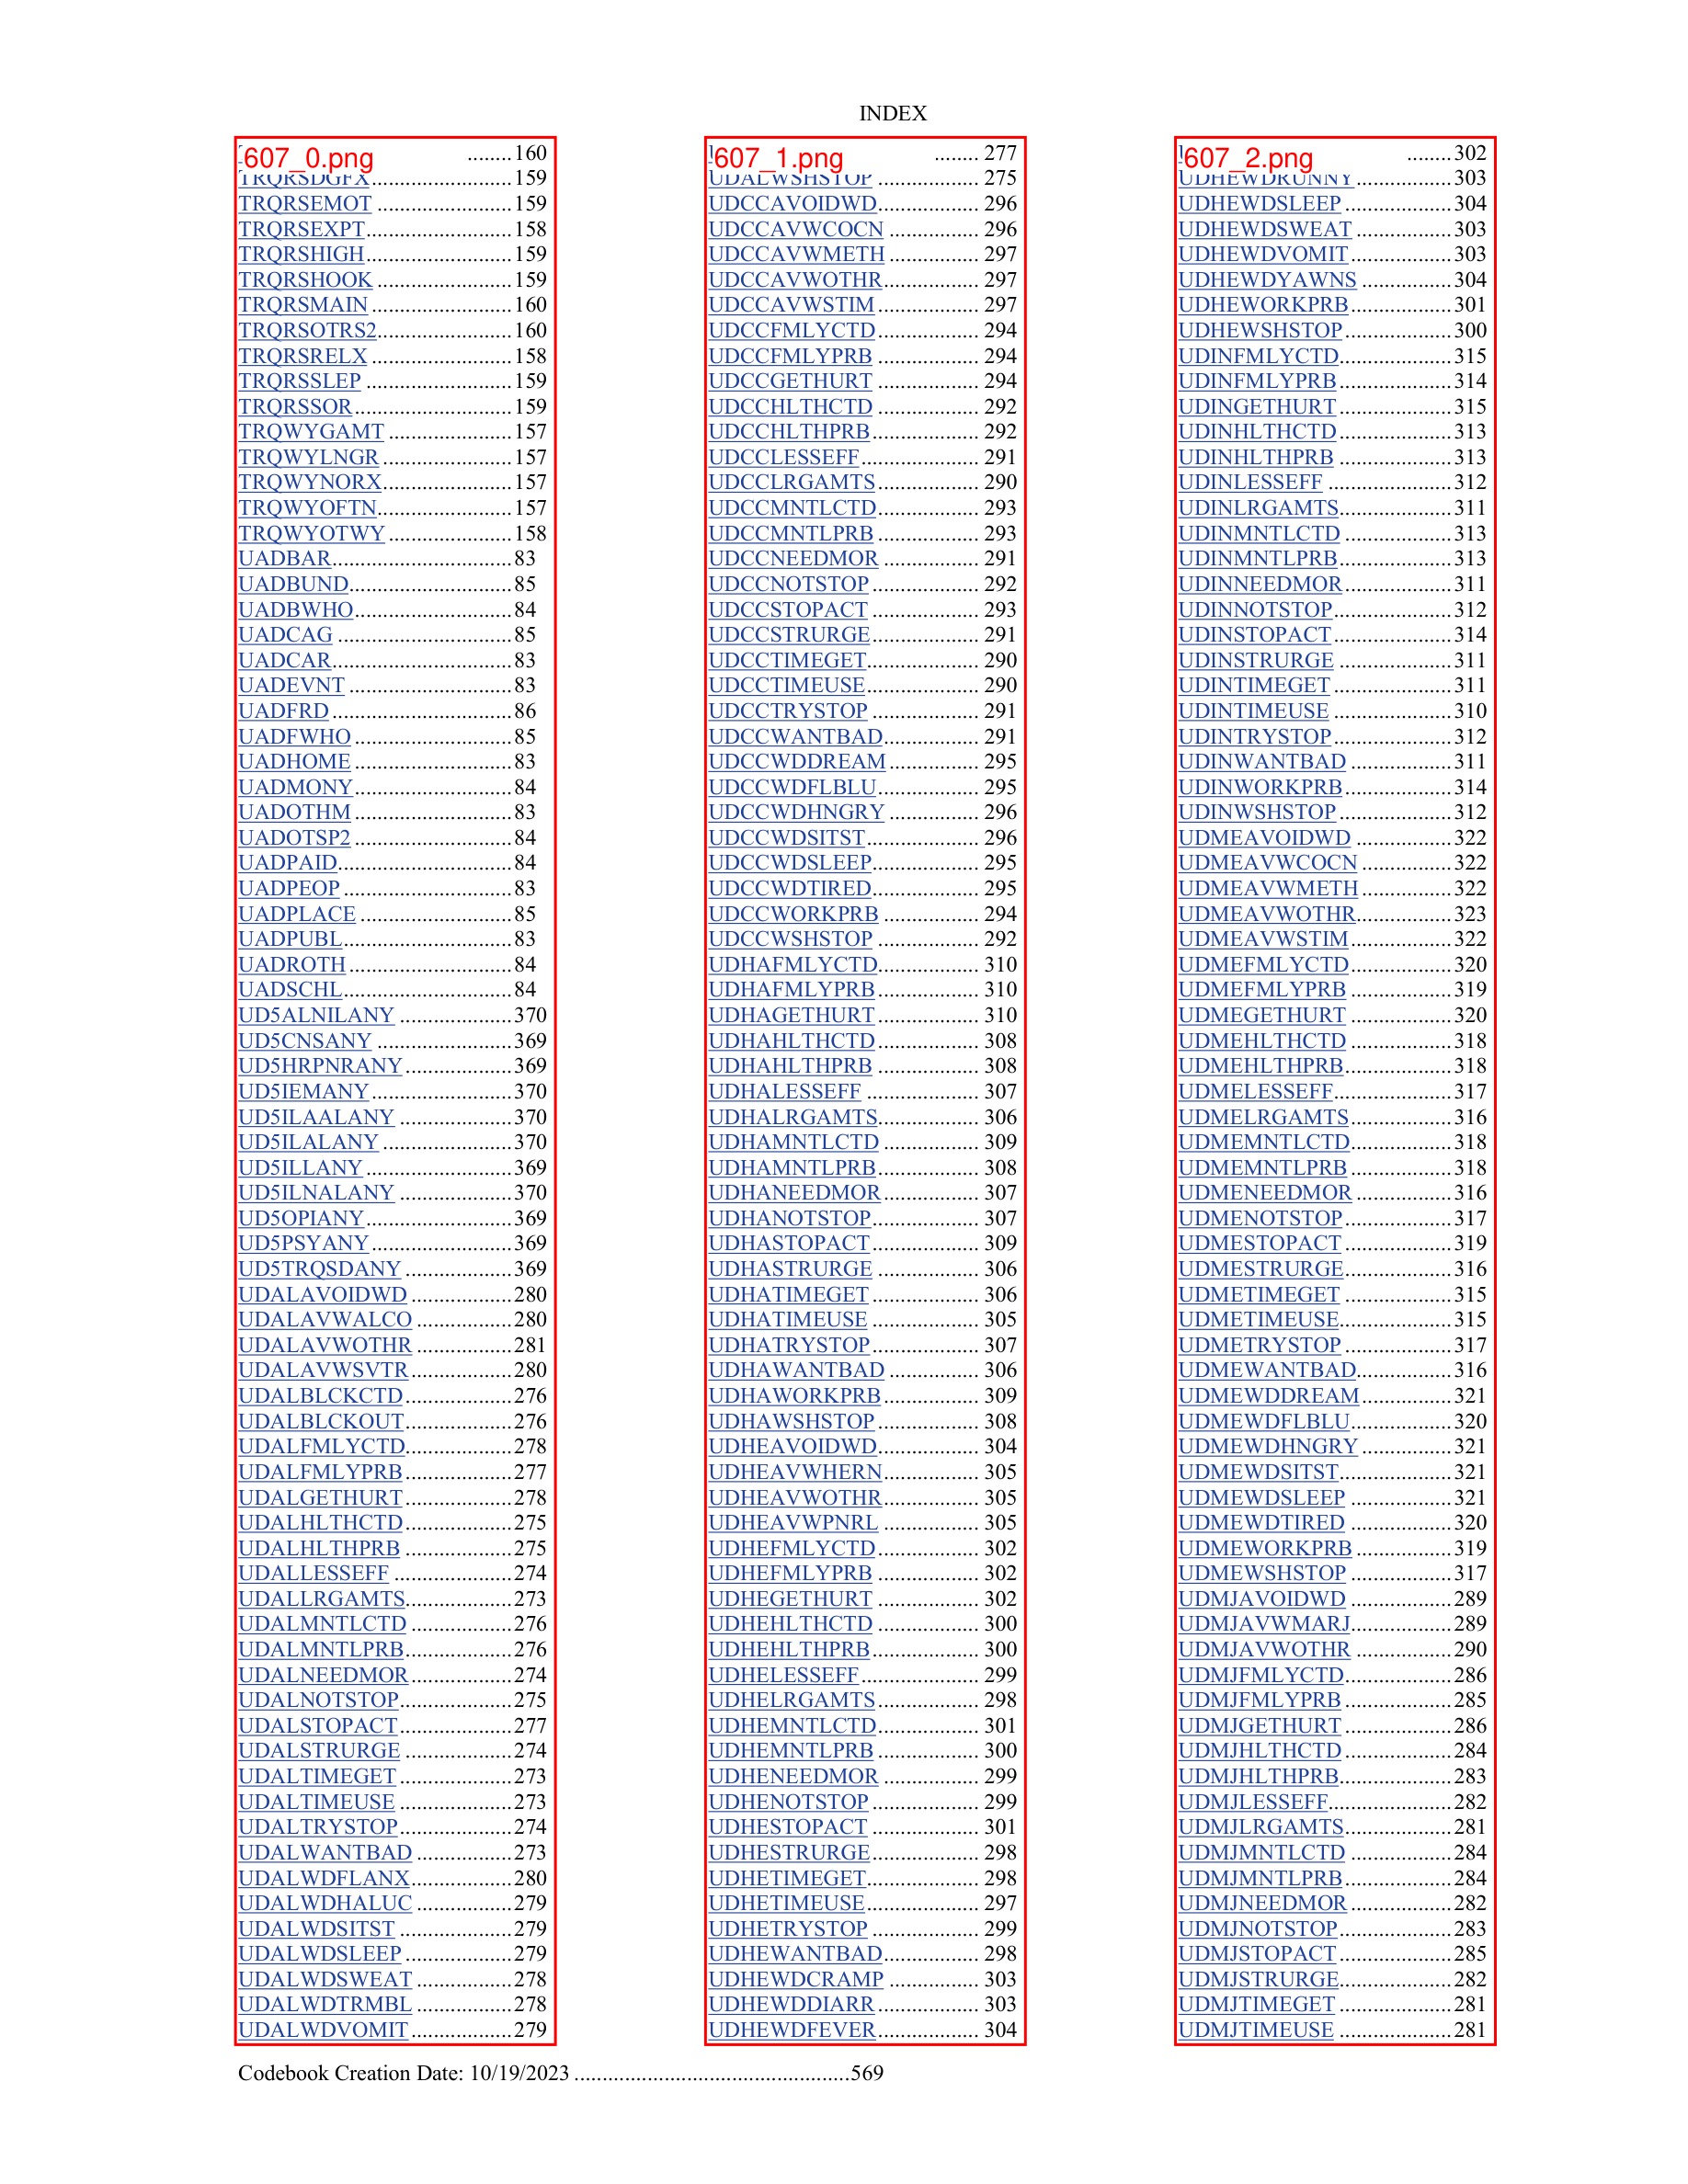 INDEX
607_0.png ........160
TRQRSDGFX.........................159
TRQRSEMOT ........................159
TRQRSEXPT..........................158
TRQRSHIGH..........................159
TRQRSHOOK ........................159
TRQRSMAIN .........................160
TRQRSOTRS2........................160
TRQRSRELX .........................158
TRQRSSLEP ..........................159
TRQRSSOR............................159
TRQWYGAMT ......................157
TRQWYLNGR .......................157
TRQWYNORX.......................157
TRQWYOFTN........................157
TRQWYOTWY ......................158
UADBAR................................83
UADBUND.............................85
UADBWHO............................84
UADCAG ...............................85
UADCAR................................83
UADEVNT .............................83
UADFRD ................................86
UADFWHO ............................85
UADHOME ............................83
UADMONY............................84
UADOTHM ............................83
UADOTSP2 ............................84
UADPAID...............................84
UADPEOP ..............................83
UADPLACE ...........................85
UADPUBL..............................83
UADROTH .............................84
UADSCHL..............................84
UD5ALNILANY ....................370
UD5CNSANY ........................369
UD5HRPNRANY...................369
UD5IEMANY.........................370
UD5ILAALANY ....................370
UD5ILALANY .......................370
UD5ILLANY ..........................369
UD5ILNALANY ....................370
UD5OPIANY..........................369
UD5PSYANY.........................369
UD5TRQSDANY ...................369
UDALAVOIDWD ..................280
UDALAVWALCO .................280
UDALAVWOTHR .................281
UDALAVWSVTR..................280
UDALBLCKCTD...................276
UDALBLCKOUT...................276
UDALFMLYCTD...................278
UDALFMLYPRB...................277
UDALGETHURT...................278
UDALHLTHCTD...................275
UDALHLTHPRB ...................275
UDALLESSEFF .....................274
UDALLRGAMTS...................273
UDALMNTLCTD ..................276
UDALMNTLPRB...................276
UDALNEEDMOR..................274
UDALNOTSTOP....................275
UDALSTOPACT....................277
UDALSTRURGE ...................274
UDALTIMEGET ....................273
UDALTIMEUSE ....................273
UDALTRYSTOP....................274
UDALWANTBAD .................273
UDALWDFLANX..................280
UDALWDHALUC .................279
UDALWDSITST ....................279
UDALWDSLEEP ...................279
UDALWDSWEAT .................278
UDALWDTRMBL .................278
UDALWDVOMIT..................279
607_1.png ........ 277
UDALWSHSTOP .................. 275
UDCCAVOIDWD.................. 296
UDCCAVWCOCN ................ 296
UDCCAVWMETH ................ 297
UDCCAVWOTHR................. 297
UDCCAVWSTIM .................. 297
UDCCFMLYCTD.................. 294
UDCCFMLYPRB .................. 294
UDCCGETHURT .................. 294
UDCCHLTHCTD .................. 292
UDCCHLTHPRB................... 292
UDCCLESSEFF..................... 291
UDCCLRGAMTS.................. 290
UDCCMNTLCTD.................. 293
UDCCMNTLPRB .................. 293
UDCCNEEDMOR ................. 291
UDCCNOTSTOP ................... 292
UDCCSTOPACT ................... 293
UDCCSTRURGE................... 291
UDCCTIMEGET.................... 290
UDCCTIMEUSE.................... 290
UDCCTRYSTOP ................... 291
UDCCWANTBAD................. 291
UDCCWDDREAM ................ 295
UDCCWDFLBLU.................. 295
UDCCWDHNGRY ................ 296
UDCCWDSITST.................... 296
UDCCWDSLEEP................... 295
UDCCWDTIRED................... 295
UDCCWORKPRB ................. 294
UDCCWSHSTOP .................. 292
UDHAFMLYCTD.................. 310
UDHAFMLYPRB.................. 310
UDHAGETHURT.................. 310
UDHAHLTHCTD.................. 308
UDHAHLTHPRB .................. 308
UDHALESSEFF .................... 307
UDHALRGAMTS.................. 306
UDHAMNTLCTD ................. 309
UDHAMNTLPRB.................. 308
UDHANEEDMOR................. 307
UDHANOTSTOP................... 307
UDHASTOPACT................... 309
UDHASTRURGE .................. 306
UDHATIMEGET ................... 306
UDHATIMEUSE ................... 305
UDHATRYSTOP................... 307
UDHAWANTBAD ................ 306
UDHAWORKPRB................. 309
UDHAWSHSTOP .................. 308
UDHEAVOIDWD.................. 304
UDHEAVWHERN................. 305
UDHEAVWOTHR................. 305
UDHEAVWPNRL ................. 305
UDHEFMLYCTD .................. 302
UDHEFMLYPRB .................. 302
UDHEGETHURT .................. 302
UDHEHLTHCTD .................. 300
UDHEHLTHPRB................... 300
UDHELESSEFF..................... 299
UDHELRGAMTS.................. 298
UDHEMNTLCTD.................. 301
UDHEMNTLPRB .................. 300
UDHENEEDMOR ................. 299
UDHENOTSTOP ................... 299
UDHESTOPACT ................... 301
UDHESTRURGE................... 298
UDHETIMEGET.................... 298
UDHETIMEUSE.................... 297
UDHETRYSTOP ................... 299
UDHEWANTBAD................. 298
UDHEWDCRAMP ................ 303
UDHEWDDIARR.................. 303
UDHEWDFEVER.................. 304
607_2.png ........302
UDHEWDRUNNY.................303
UDHEWDSLEEP ...................304
UDHEWDSWEAT .................303
UDHEWDVOMIT..................303
UDHEWDYAWNS ................304
UDHEWORKPRB..................301
UDHEWSHSTOP...................300
UDINFMLYCTD....................315
UDINFMLYPRB....................314
UDINGETHURT....................315
UDINHLTHCTD....................313
UDINHLTHPRB ....................313
UDINLESSEFF ......................312
UDINLRGAMTS....................311
UDINMNTLCTD ...................313
UDINMNTLPRB....................313
UDINNEEDMOR...................311
UDINNOTSTOP.....................312
UDINSTOPACT.....................314
UDINSTRURGE ....................311
UDINTIMEGET .....................311
UDINTIMEUSE .....................310
UDINTRYSTOP.....................312
UDINWANTBAD ..................311
UDINWORKPRB...................314
UDINWSHSTOP....................312
UDMEAVOIDWD .................322
UDMEAVWCOCN ................322
UDMEAVWMETH ................322
UDMEAVWOTHR.................323
UDMEAVWSTIM..................322
UDMEFMLYCTD..................320
UDMEFMLYPRB ..................319
UDMEGETHURT ..................320
UDMEHLTHCTD ..................318
UDMEHLTHPRB...................318
UDMELESSEFF.....................317
UDMELRGAMTS..................316
UDMEMNTLCTD..................318
UDMEMNTLPRB ..................318
UDMENEEDMOR .................316
UDMENOTSTOP...................317
UDMESTOPACT ...................319
UDMESTRURGE...................316
UDMETIMEGET ...................315
UDMETIMEUSE....................315
UDMETRYSTOP ...................317
UDMEWANTBAD.................316
UDMEWDDREAM................321
UDMEWDFLBLU..................320
UDMEWDHNGRY ................321
UDMEWDSITST....................321
UDMEWDSLEEP ..................321
UDMEWDTIRED ..................320
UDMEWORKPRB .................319
UDMEWSHSTOP ..................317
UDMJAVOIDWD ..................289
UDMJAVWMARJ..................289
UDMJAVWOTHR .................290
UDMJFMLYCTD...................286
UDMJFMLYPRB ...................285
UDMJGETHURT ...................286
UDMJHLTHCTD ...................284
UDMJHLTHPRB....................283
UDMJLESSEFF......................282
UDMJLRGAMTS...................281
UDMJMNTLCTD ..................284
UDMJMNTLPRB...................284
UDMJNEEDMOR ..................282
UDMJNOTSTOP....................283
UDMJSTOPACT ....................285
UDMJSTRURGE....................282
UDMJTIMEGET ....................281
UDMJTIMEUSE ....................281
Codebook Creation Date: 10/19/2023 .................................................569